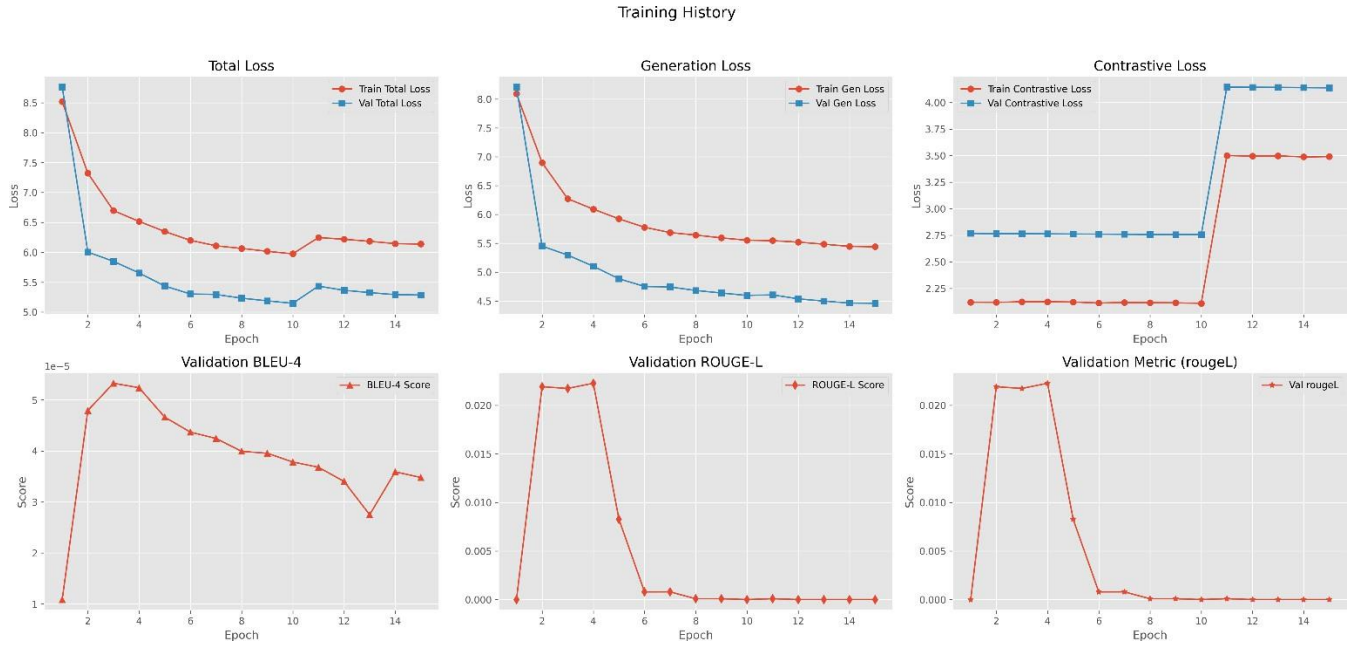 Training History
Total Loss
Train Total Loss
Val Total Loss
8.5
8.0
7.5
7.0
6.5
6.0
5.5
5.0
Loss
2 4 6 8 10 12 14
Epoch
Generation Loss
Train Gen Loss
Val Gen Loss
8.0
7.5
7.0
6.5
6.0
5.5
5.0
4.5
Loss
2 4 6 8 10 12 14
Epoch
Contrastive Loss
Train Contrastive Loss
Val Contrastive Loss
4.00
3.75
3.50
3.25
3.00
2.75
2.50
2.25
Loss
2 4 6 8 10 12 14
Epoch
Validation BLEU-4
1e−5
BLEU-4 Score
5
4
3
2
1
Score
2 4 6 8 10 12 14
Epoch
Validation ROUGE-L
ROUGE-L Score
0.020
0.015
0.010
0.005
0.000
Score
2 4 6 8 10 12 14
Epoch
Validation Metric (rougeL)
Val rougeL
0.020
0.015
0.010
0.005
0.000
Score
2 4 6 8 10 12 14
Epoch